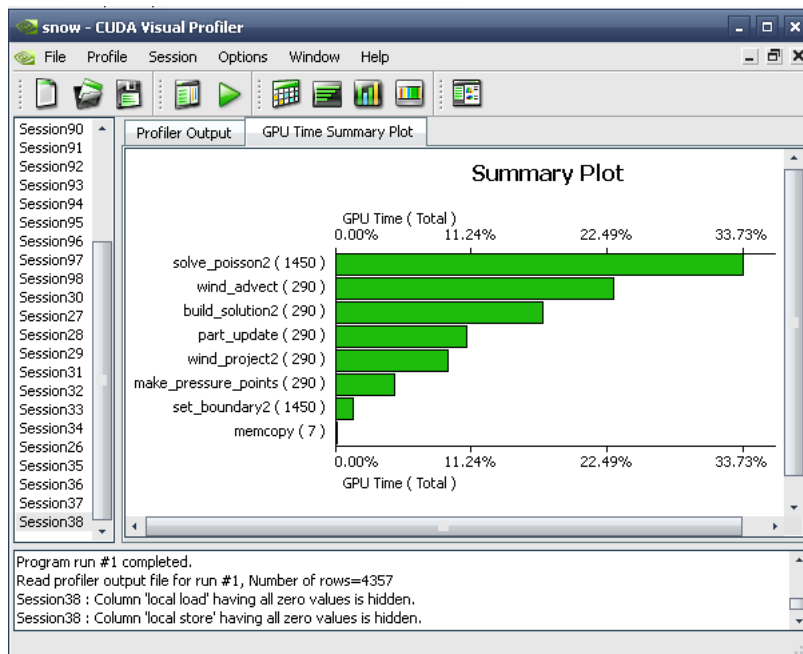 snow - CUDA Visual Profiler
File Profile Session Options Window Help
Session90
Session91
Session92
Session93
Session94
Session95
Session96
Session97
Session98
Session30
Session27
Session28
Session29
Session31
Session32
Session33
Session34
Session26
Session35
Session36
Session37
Session38
Profiler Output GPU Time Summary Plot
Summary Plot
GPU Time ( Total )
0.00% 11.24% 22.49% 33.73%
solve_poisson2 ( 1450 )
wind_advect ( 290 )
build_solution2 ( 290 )
part_update ( 290 )
wind_project2 ( 290 )
make_pressure_points ( 290 )
set_boundary2 ( 1450 )
memcopy ( 7 )
0.00% 11.24% 22.49% 33.73%
GPU Time ( Total )
Program run #1 completed.
Read profiler output file for run #1, Number of rows=4357
Session38 : Column 'local load' having all zero values is hidden.
Session38 : Column 'local store' having all zero values is hidden.